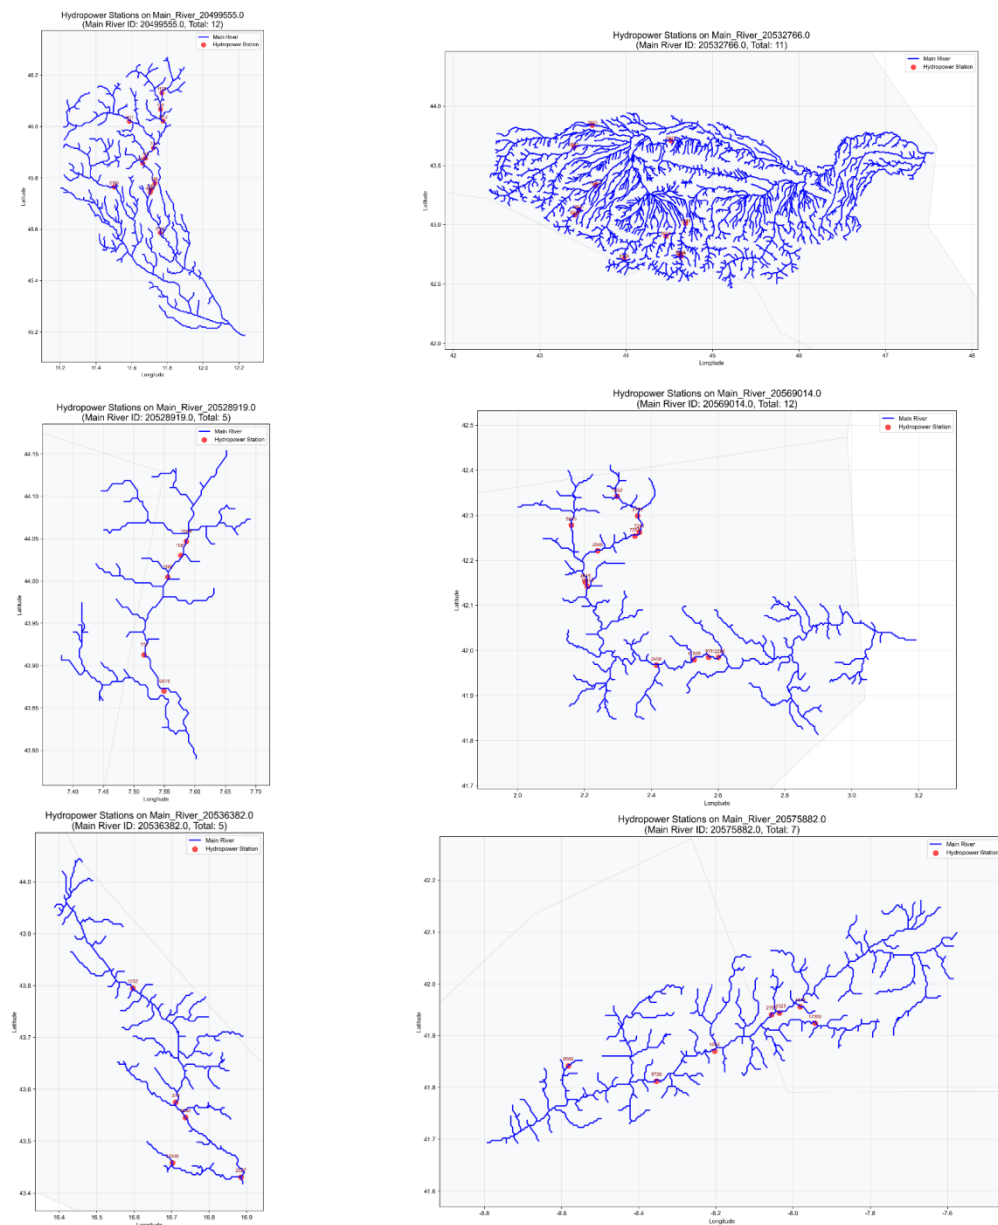 Hydropower Stations on Main_River_20499555.0
(Main River ID: 20499555.0, Total: 12)
Main River
Hydropower Station
Latitude
11.2 11.4 11.6 11.8 12.0 12.2
Longitude
Hydropower Stations on Main_River_20532766.0
(Main River ID: 20532766.0, Total: 11)
Main River
Hydropower Station
44.0
43.5
43.0
42.5
42.0
Latitude
42 43 44 45 46 47 48
Longitude
Hydropower Stations on Main_River_20528919.0
(Main River ID: 20528919.0, Total: 5)
Main River
Hydropower Station
44.15
44.10
44.05
44.00
43.95
43.90
43.85
43.80
Latitude
7.40 7.45 7.50 7.55 7.60 7.65 7.70
Longitude
Hydropower Stations on Main_River_20569014.0
(Main River ID: 20569014.0, Total: 12)
Main River
Hydropower Station
42.5
42.4
42.3
42.2
42.1
42.0
41.9
41.8
41.7
Latitude
2.0 2.2 2.4 2.6 2.8 3.0 3.2
Longitude
Hydropower Stations on Main_River_20536382.0
(Main River ID: 20536382.0, Total: 5)
Main River
Hydropower Station
44.0
43.9
43.8
43.7
43.6
43.5
43.4
Latitude
16.4 16.5 16.6 16.7 16.8 16.9
Longitude
Hydropower Stations on Main_River_20575882.0
(Main River ID: 20575882.0, Total: 7)
Main River
Hydropower Station
42.2
42.1
42.0
41.9
41.8
41.7
41.6
Latitude
-8.8 -8.6 -8.4 -8.2 -8.0 -7.8 -7.6
Longitude